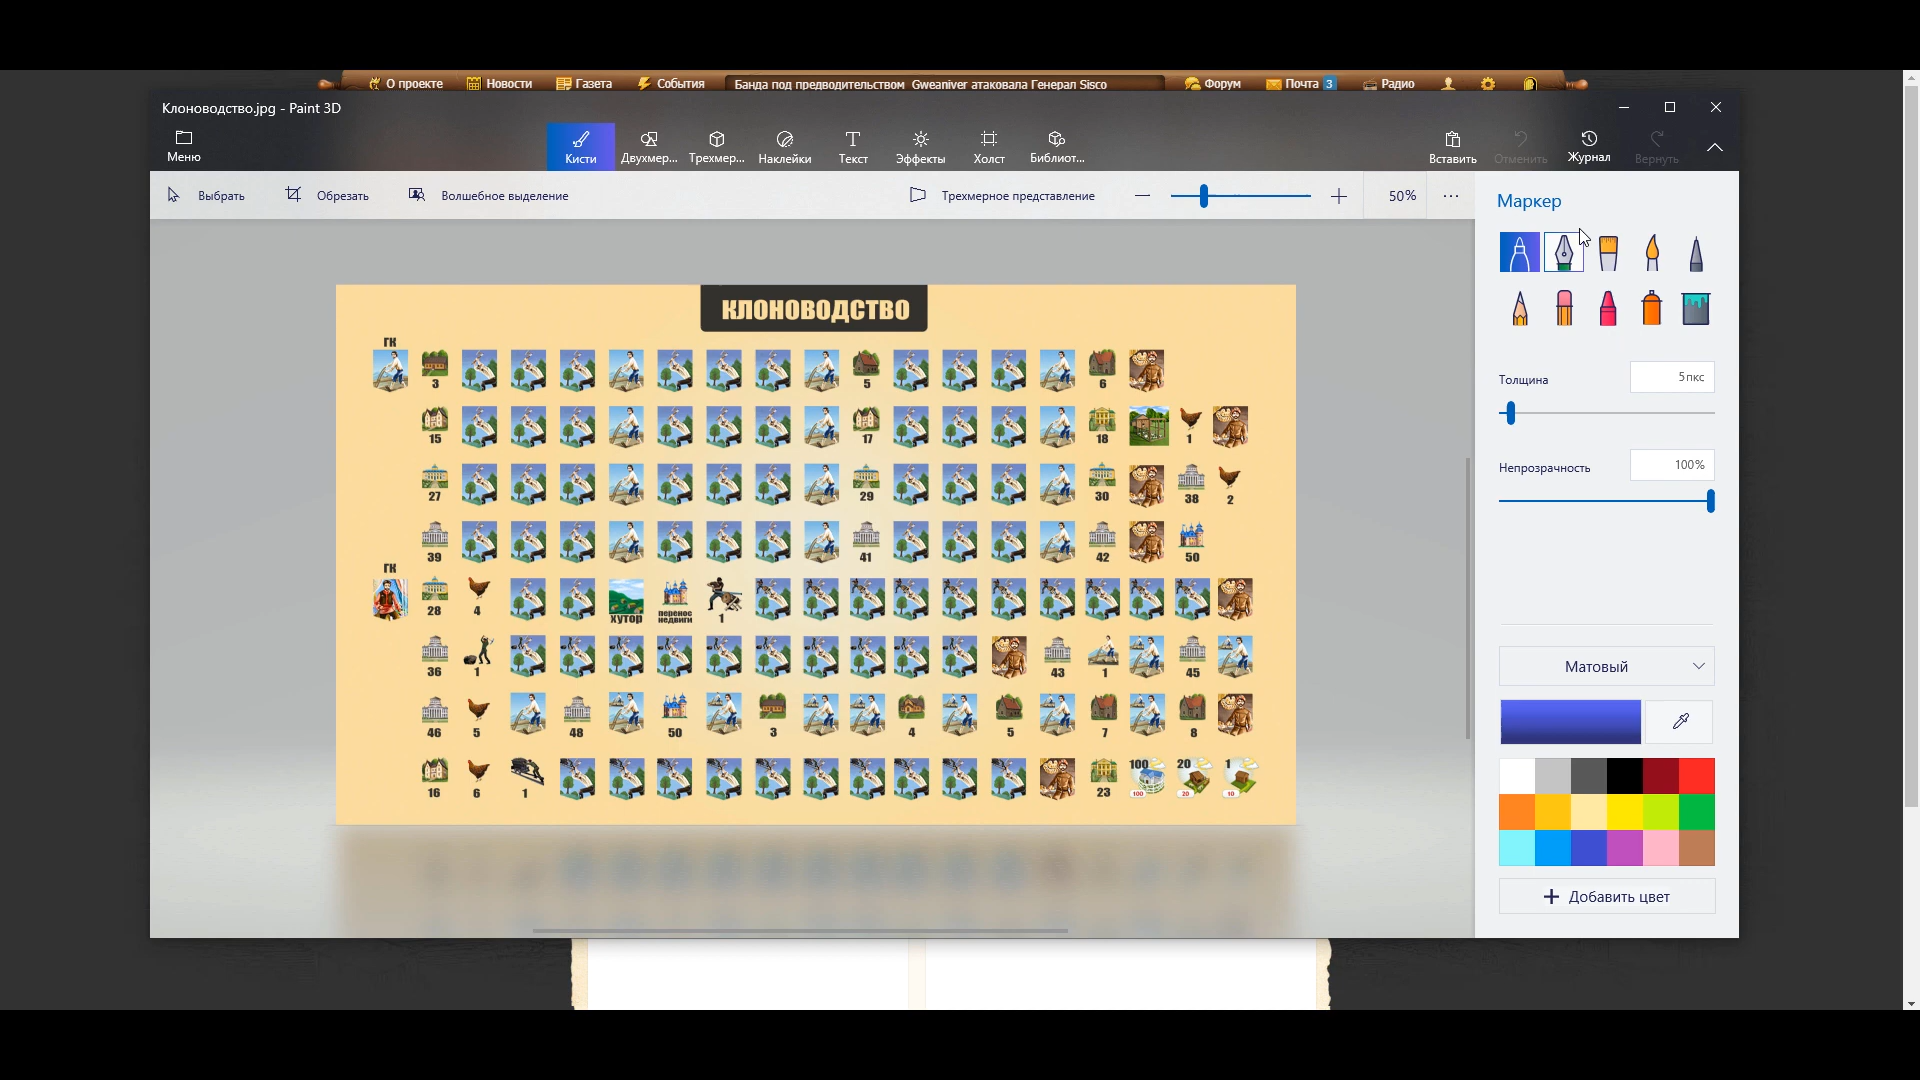 О проекте Новости Газета События Банда под предводительством Gweaniver атаковала Генерал Sisco Форум Почта 3 Радио
Клоноводство.jpg - Paint 3D
Меню Кисти Двухмер... Трехмер... Наклейки Текст Эффекты Холст Библиот... Вставить Отменить Журнал Вернуть
Выбрать Обрезать Волшебное выделение Трехмерное представление 50%
Маркер
Толщина 5пкс
Непрозрачность 100%
Матовый
Добавить цвет
КЛОНОВОДСТВО
ГК
3 5 6
15 17 18 1
27 29 30 38 2
39 41 42 50
ГК
28 4 хутор перенос недвиги 1
36 1 43 1 45
46 5 48 50 3 4 5 7 8
100 20 1
16 6 1 23 100 20 10